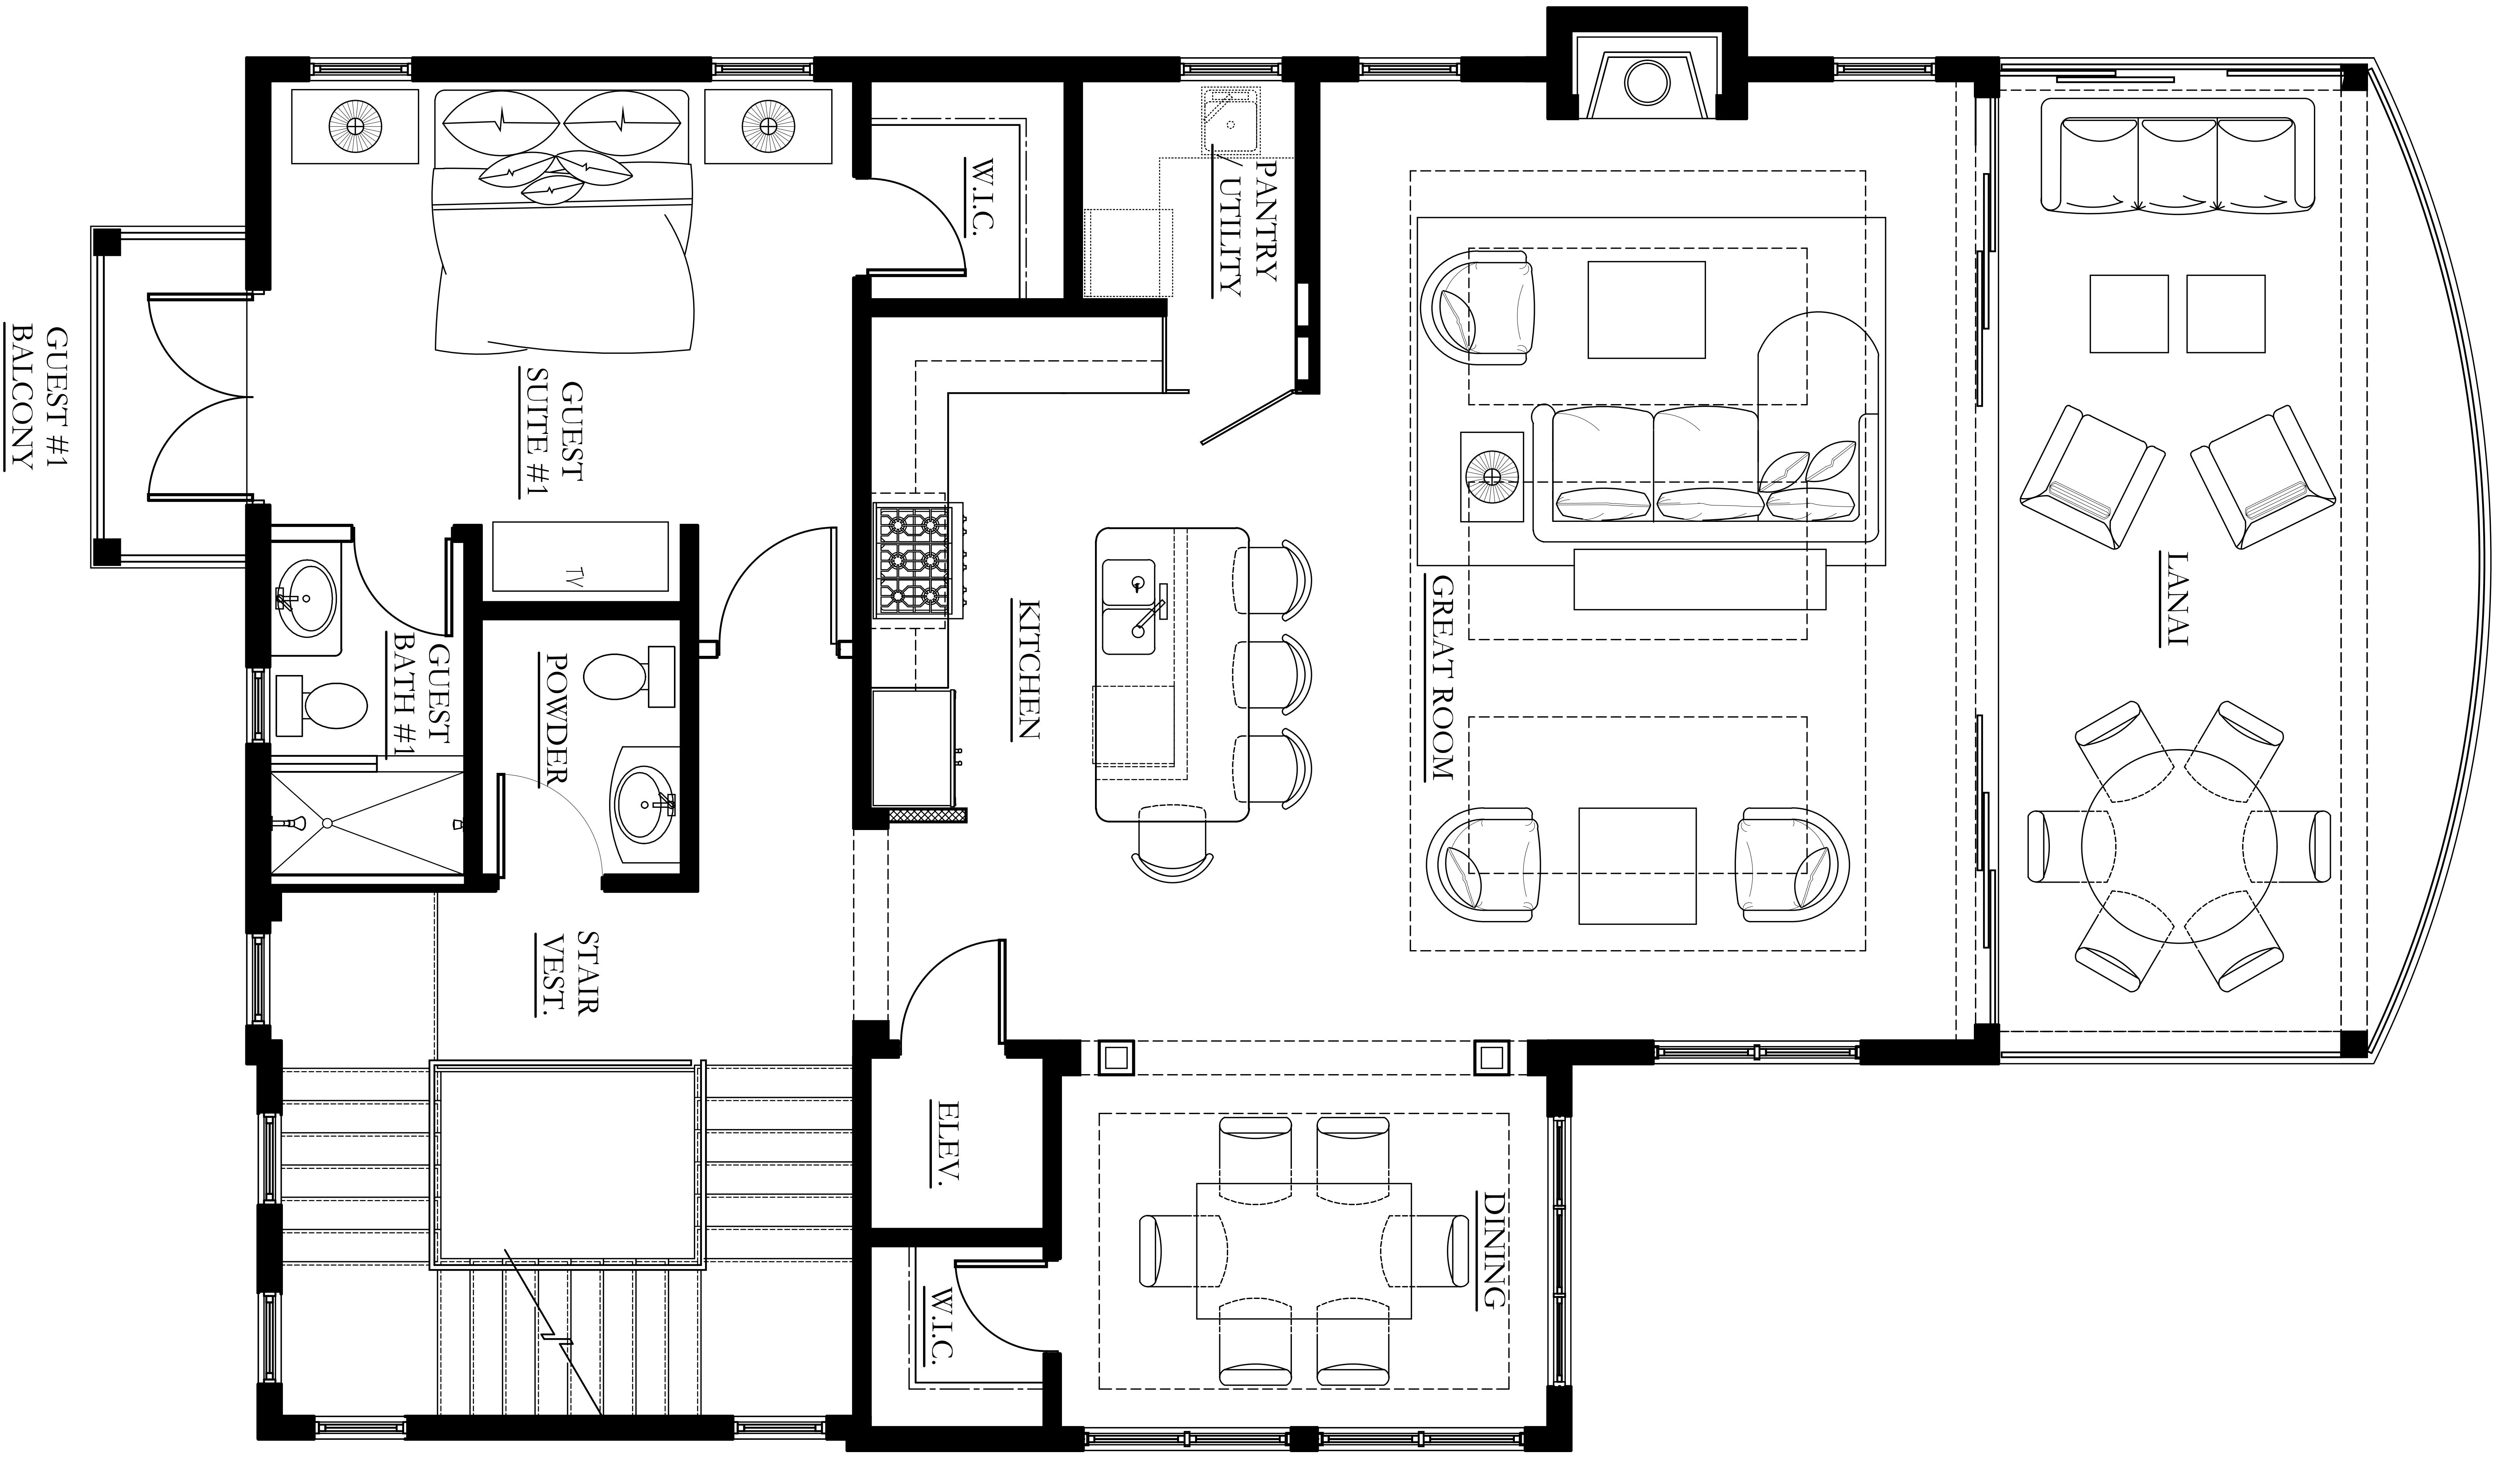 GUEST #1
BALCONY
GUEST
SUITE #1
TV
GUEST
BATH #1
POWDER
STAIR
VEST.
W.I.C.
PANTRY
UTILITY
KITCHEN
GREAT ROOM
LANAI
ELEV.
W.I.C.
DINING